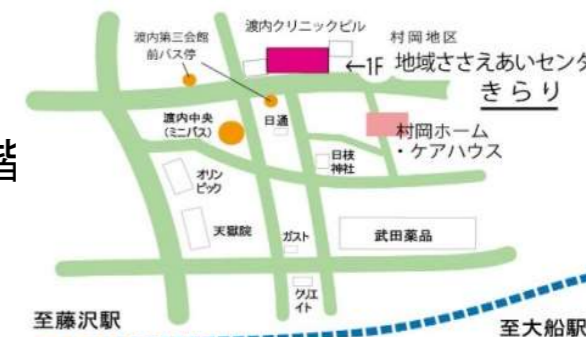 渡内クリニックビル
渡内第三会館
前バス停
村岡地区
←1F 地域ささえあいセンタ
きらり
階
渡内中央
(ミニバス)
日通
村岡ホーム
・ケアハウス
日枝
神社
オリン
ピック
天嶽院
ガスト
武田薬品
クリエ
イト
至藤沢駅
至大船駅